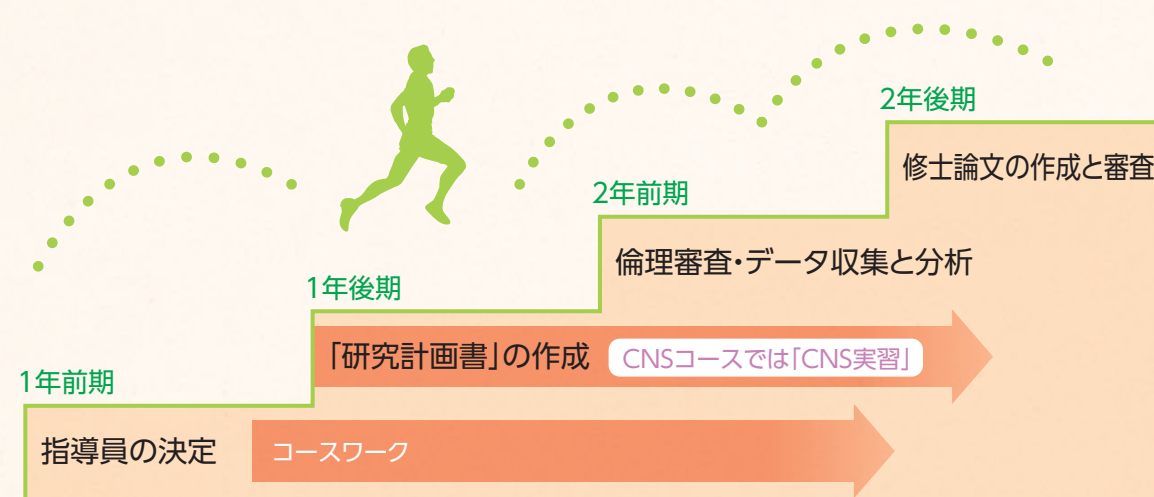 2年後期
修士論文の作成と審査
2年前期
倫理審査・データ収集と分析
1年後期
「研究計画書」の作成 CNSコースでは「CNS実習」
1年前期
指導員の決定 コースワーク